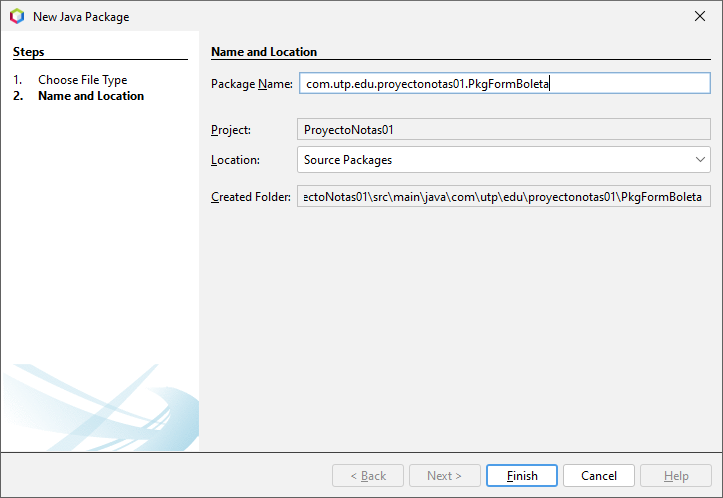 New Java Package
Steps
1. Choose File Type
2. Name and Location
Name and Location
Package Name: com.utp.edu.proyectonotas01.PkgFormBoleta
Project: ProyectoNotas01
Location: Source Packages
Created Folder: ectoNotas01\src\main\java\com\utp\edu\proyectonotas01\PkgFormBoleta
< Back Next > Finish Cancel Help